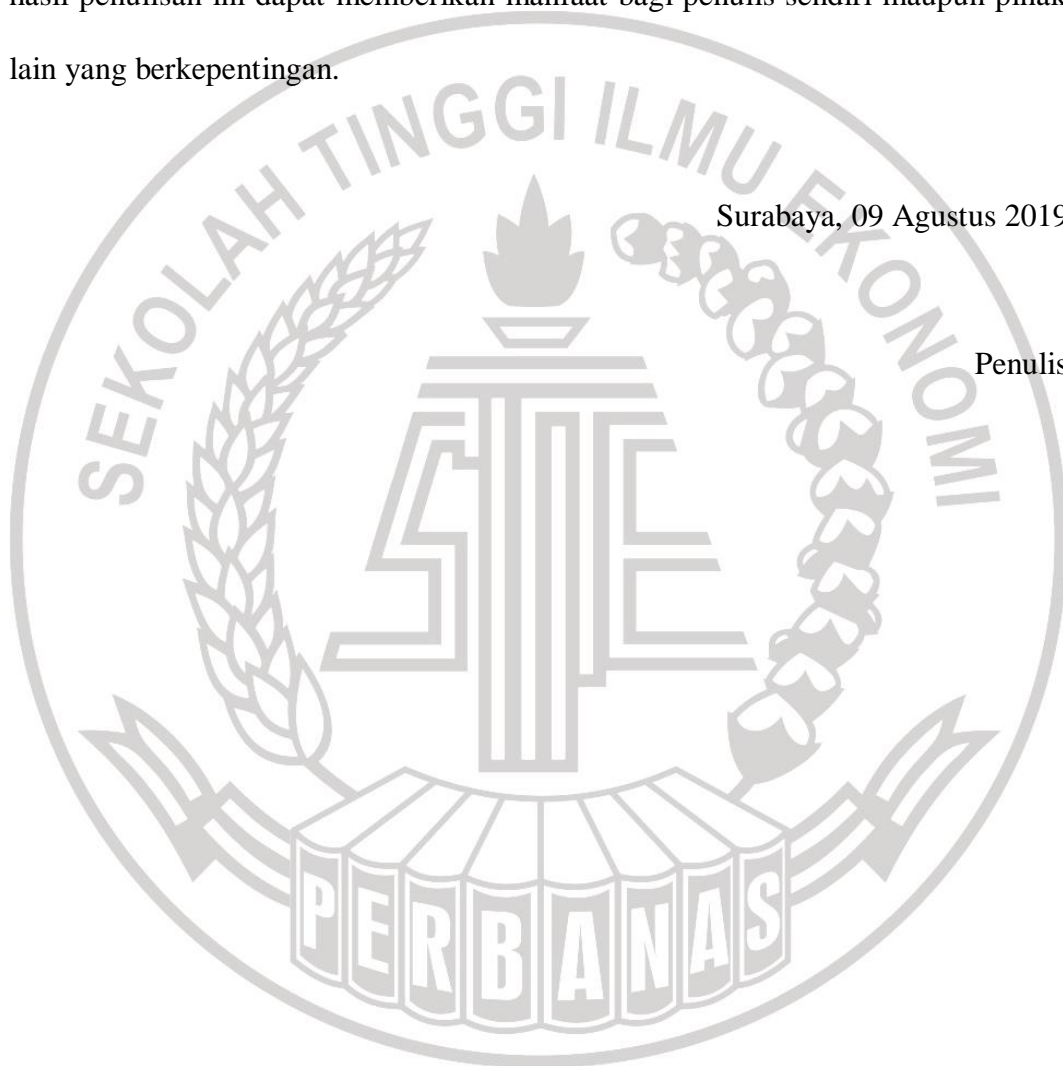 hasil penulisan ini dapat memberikan manfaat bagi penulis sendiri maupun pihak
lain yang berkepentingan.
SEKOLAH TINGGI ILMU EKONOMI
Surabaya, 09 Agustus 2019
Penulis
STIE
PERBANAS